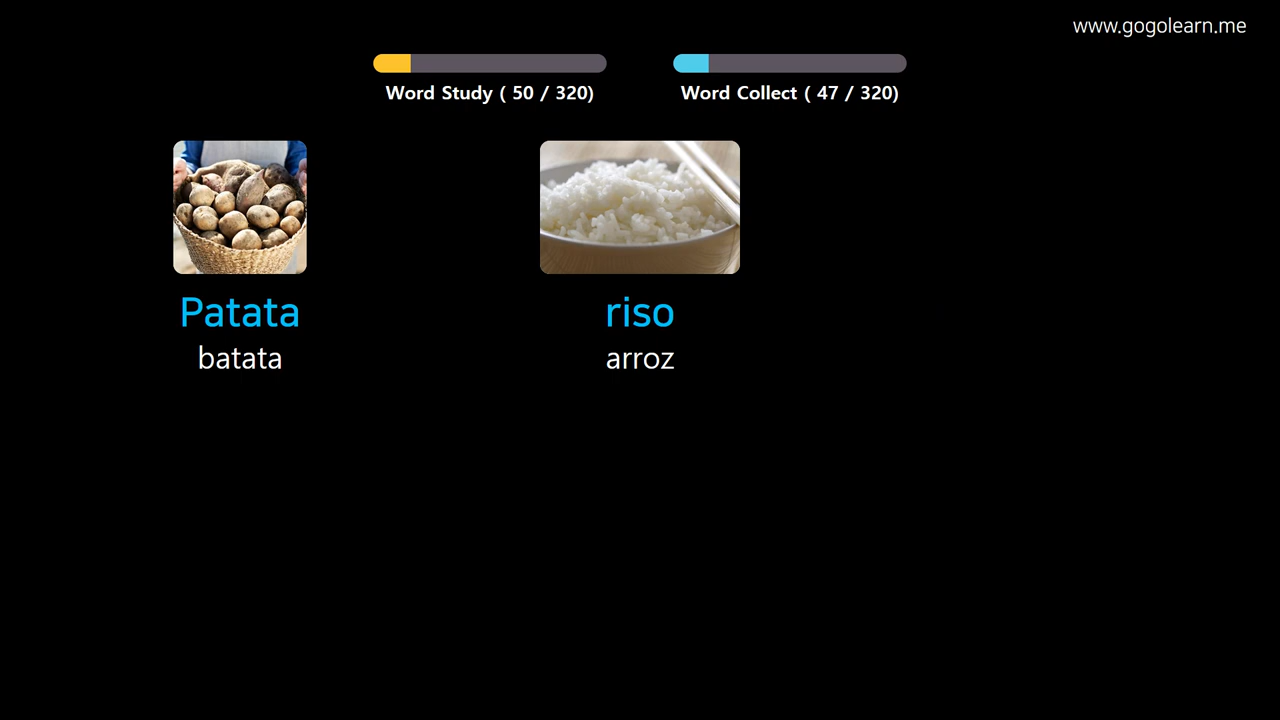 www.gogolearn.me
Word Study ( 50 / 320)
Word Collect ( 47 / 320)
Patata
batata
riso
arroz